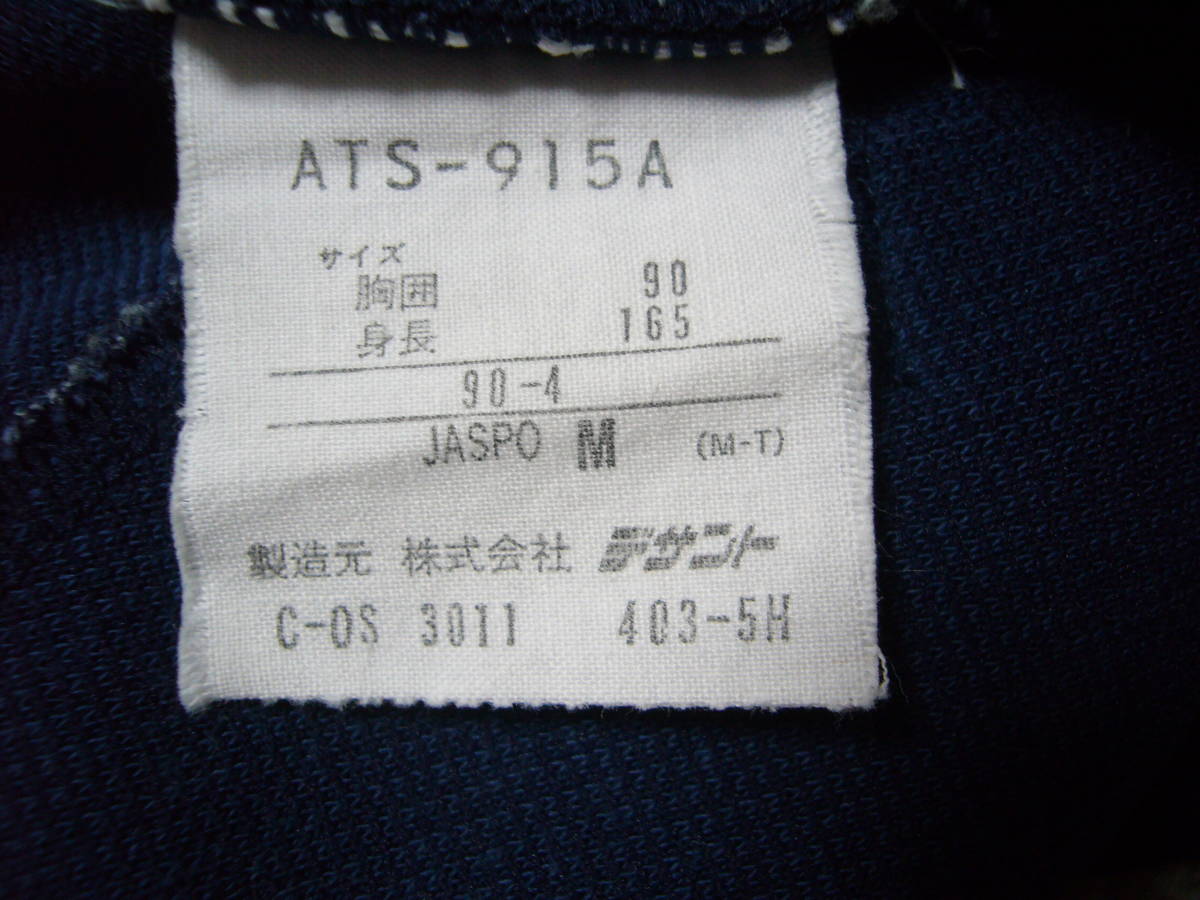 ATS-915A
サイズ
胸囲 90
身長 165
90-4
JASPO M (M-T)
製造元 株式会社 デサント
C-OS 3011 403-5H